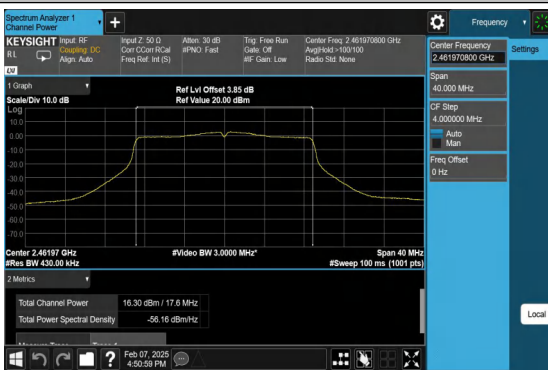 Spectrum Analyzer 1
Channel Power
Frequency
KEYSIGHT
RL
LXI
Input: RF
Coupling: DC
Align: Auto
Input Z: 50 Ω
Corr CCorr RCal
Freq Ref: Int (S)
Atten: 30 dB
#PNO: Fast
Trig: Free Run
Gate: Off
#IF Gain: Low
Center Freq: 2.461970800 GHz
Avg|Hold:>100/100
Radio Std: None
Center Frequency
2.461970800 GHz
Settings
Span
40.000 MHz
CF Step
4.000000 MHz
Auto
Man
Freq Offset
0 Hz
Local
1 Graph
Scale/Div 10.0 dB
Ref Lvl Offset 3.85 dB
Ref Value 20.00 dBm
Log
10.0
0.00
-10.0
-20.0
-30.0
-40.0
-50.0
-60.0
-70.0
Center 2.46197 GHz
#Video BW 3.0000 MHz*
Span 40 MHz
#Res BW 430.00 kHz
#Sweep 100 ms (1001 pts)
2 Metrics
Total Channel Power 16.30 dBm / 17.6 MHz
Total Power Spectral Density -56.16 dBm/Hz
?
Feb 07, 2025
4:50:59 PM